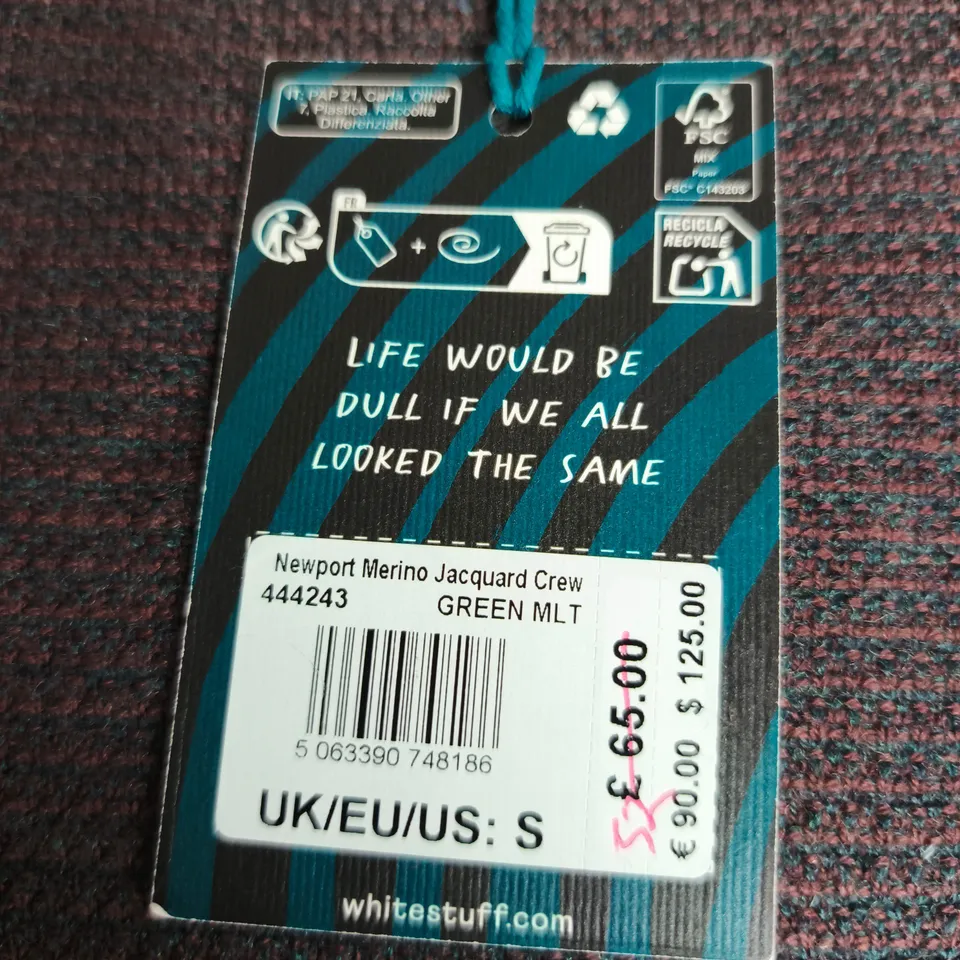 IT: PAP 21, Carta. Other
7, Plastica. Raccolta
Differenziata.
FSC
MIX
Paper
FSC® C143203
FR
+
RECICLA
RECYCLE
LIFE WOULD BE
DULL IF WE ALL
LOOKED THE SAME
Newport Merino Jacquard Crew
444243 GREEN MLT
5 063390 748186
UK/EU/US: S
£ 65.00
€ 90.00 $ 125.00
whitestuff.com